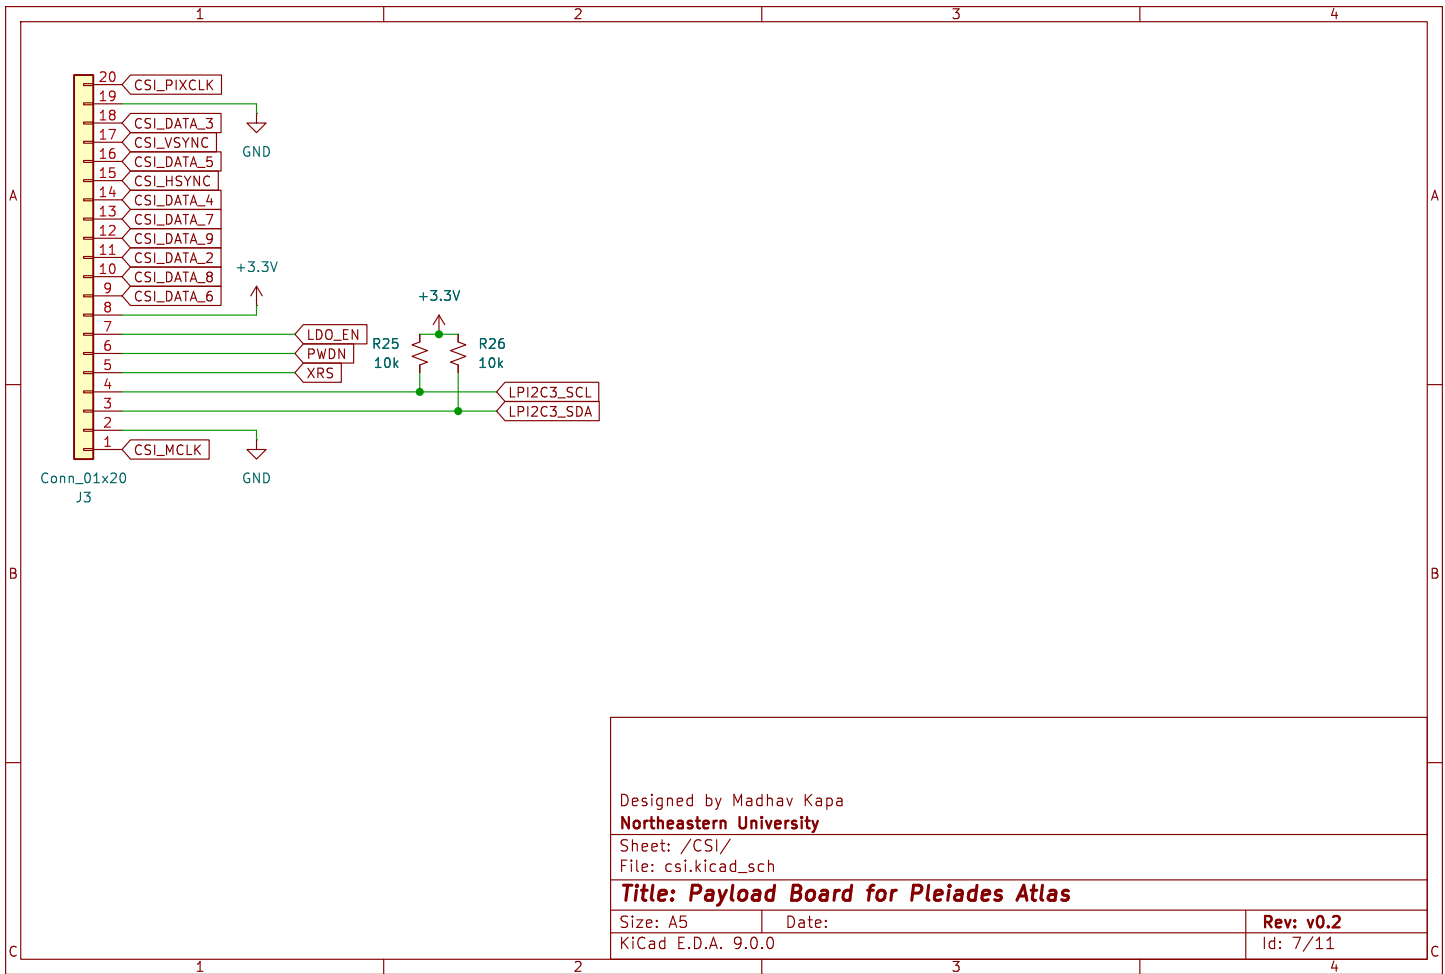 1 2 3 4
20 CSI_PIXCLK
19
18 CSI_DATA_3
17 CSI_VSYNC
GND
16 CSI_DATA_5
15 CSI_HSYNC
A 14 CSI_DATA_4 A
13 CSI_DATA_7
12 CSI_DATA_9
11 CSI_DATA_2
+3.3V
10 CSI_DATA_8
9 CSI_DATA_6
+3.3V
8
7 LDO_EN
R25 R26
6 PWDN
10k 10k
5 XRS
4 LPI2C3_SCL
3 LPI2C3_SDA
2
1 CSI_MCLK
Conn_01x20 GND
J3
B B
Designed by Madhav Kapa
Northeastern University
Sheet: /CSI/
File: csi.kicad_sch
Title: Payload Board for Pleiades Atlas
Size: A5 Date: Rev: v0.2
KiCad E.D.A. 9.0.0 Id: 7/11
C C
1 2 3 4